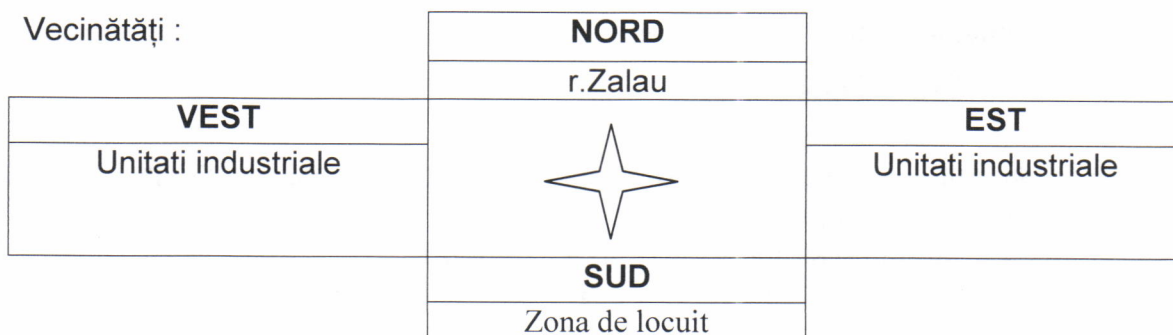 Vecinătăți :
NORD
r.Zalau
VEST
EST
Unitati industriale
Unitati industriale
SUD
Zona de locuit